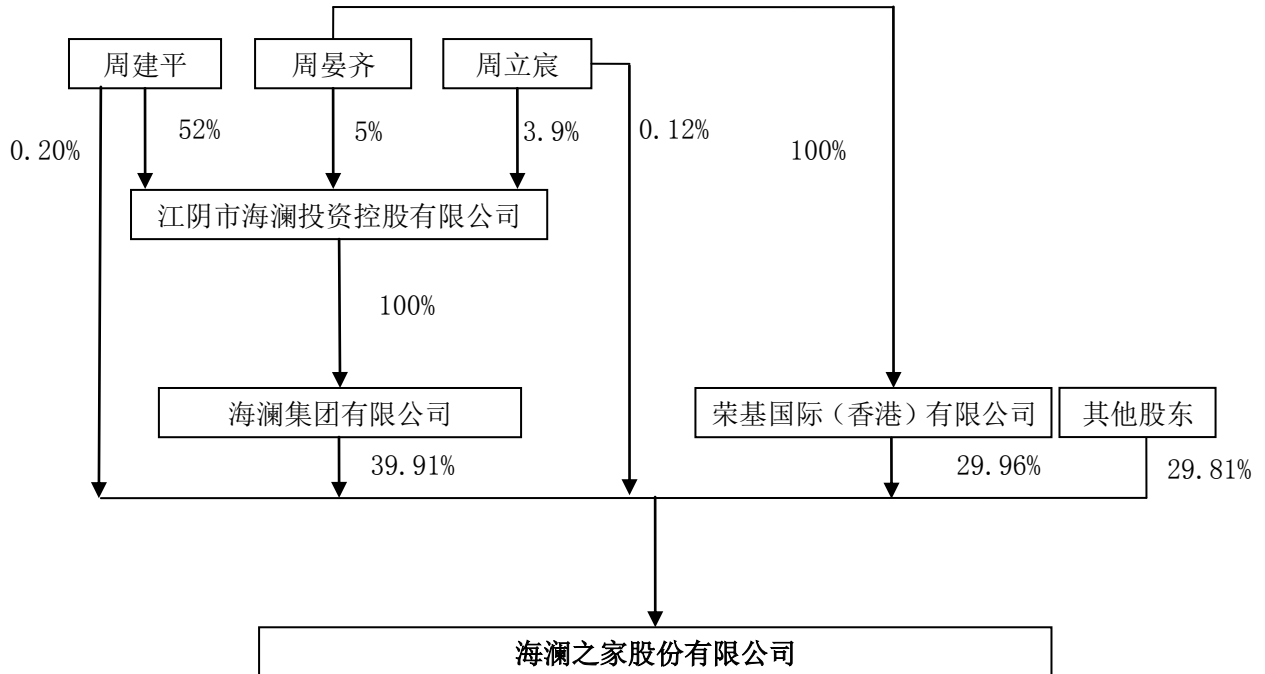 周建平
周晏齐
周立宸
0.20%
52%
5%
3.9%
0.12%
100%
江阴市海澜投资控股有限公司
100%
海澜集团有限公司
荣基国际（香港）有限公司
其他股东
39.91%
29.96%
29.81%
海澜之家股份有限公司